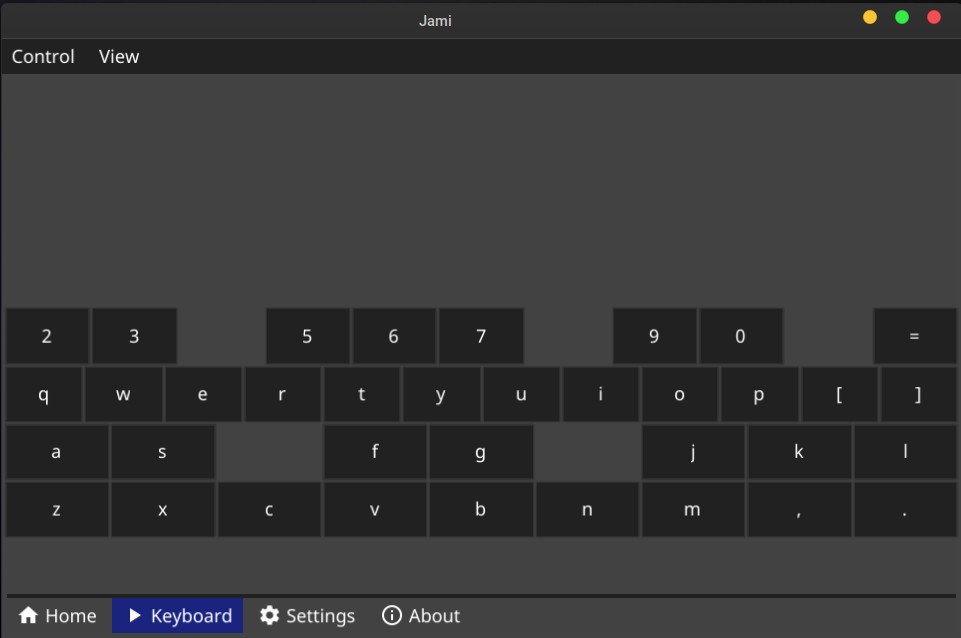 Jami
Control View
2 3 5 6 7 9 0 =
q w e r t y u i o p [ ]
a s f g j k l
z x c v b n m , .
Home Keyboard Settings About